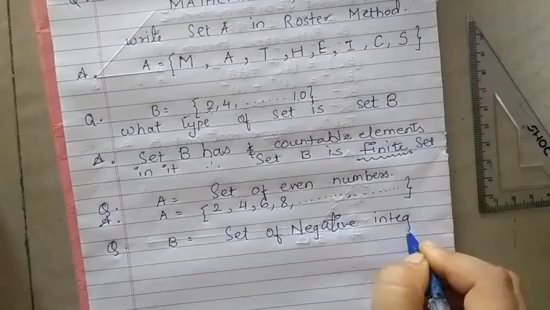 Q. MATHE
write Set A in Roster Method.
A. A = {M, A, T, H, E, I, C, S}
Q. B = {2,4, ........ 10}
what type of set is set B
A. Set B has countable elements
in it ∴ Set B is Finite Set
Q. A = Set of even numbers.
A. A = {2, 4, 6, 8, ..............}
Q. B = Set of Negative integ